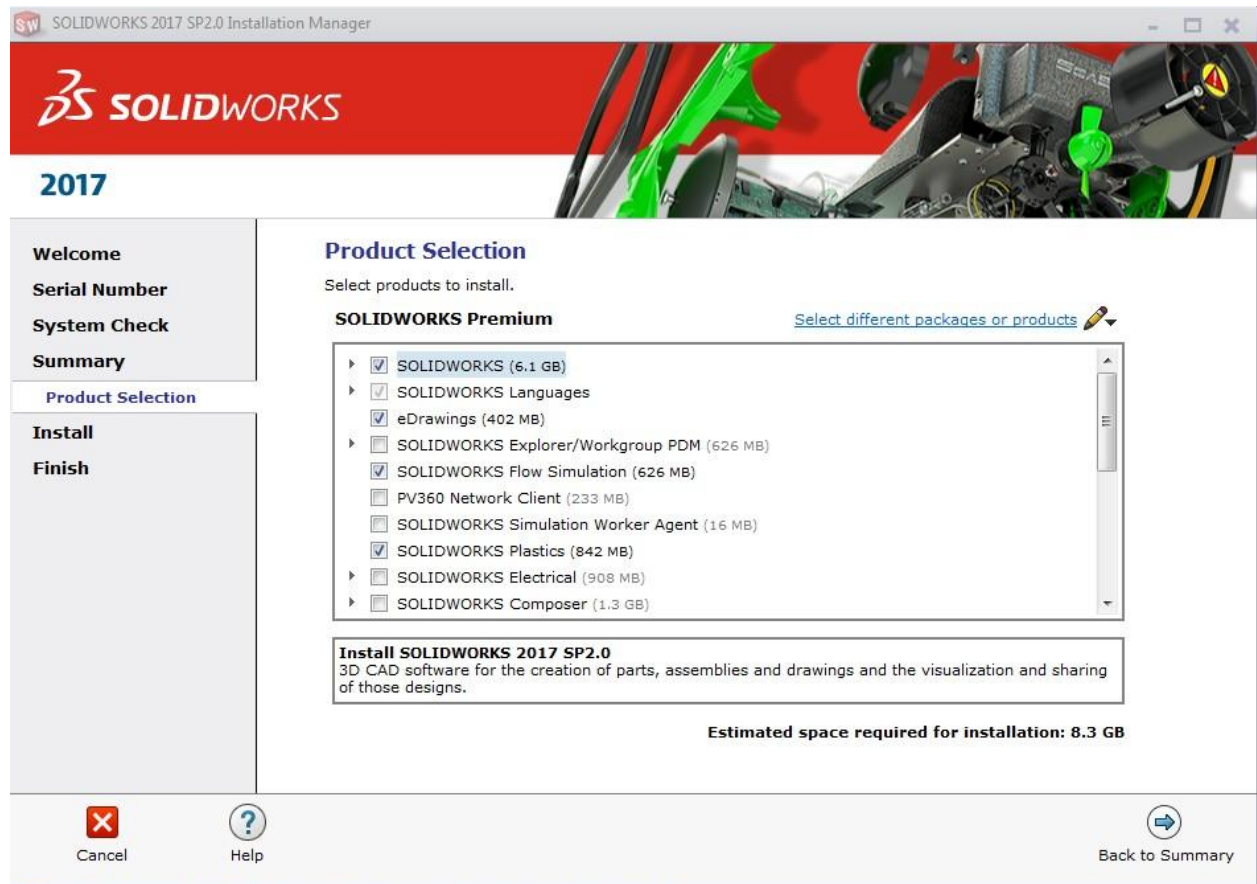 SOLIDWORKS 2017 SP2.0 Installation Manager
SOLIDWORKS
2017
Welcome
Serial Number
System Check
Summary
Product Selection
Install
Finish
Product Selection
Select products to install.
SOLIDWORKS Premium
Select different packages or products
SOLIDWORKS (6.1 GB)
SOLIDWORKS Languages
eDrawings (402 MB)
SOLIDWORKS Explorer/Workgroup PDM (626 MB)
SOLIDWORKS Flow Simulation (626 MB)
PV360 Network Client (233 MB)
SOLIDWORKS Simulation Worker Agent (16 MB)
SOLIDWORKS Plastics (842 MB)
SOLIDWORKS Electrical (908 MB)
SOLIDWORKS Composer (1.3 GB)
Install SOLIDWORKS 2017 SP2.0
3D CAD software for the creation of parts, assemblies and drawings and the visualization and sharing
of those designs.
Estimated space required for installation: 8.3 GB
Cancel
Help
Back to Summary